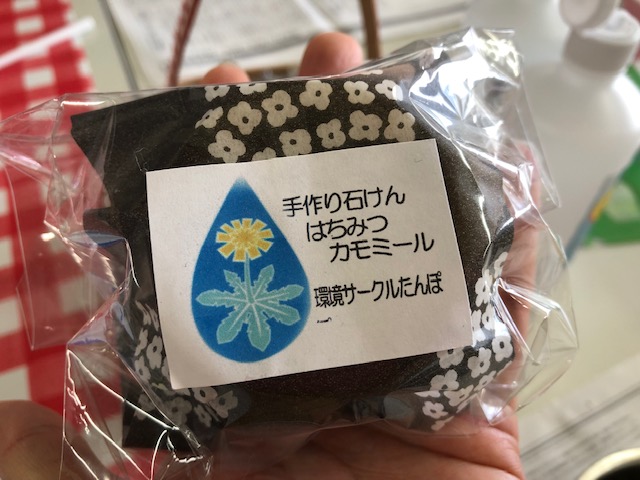 手作り石けん
はちみつ
カモミール
環境サークルたんぽ